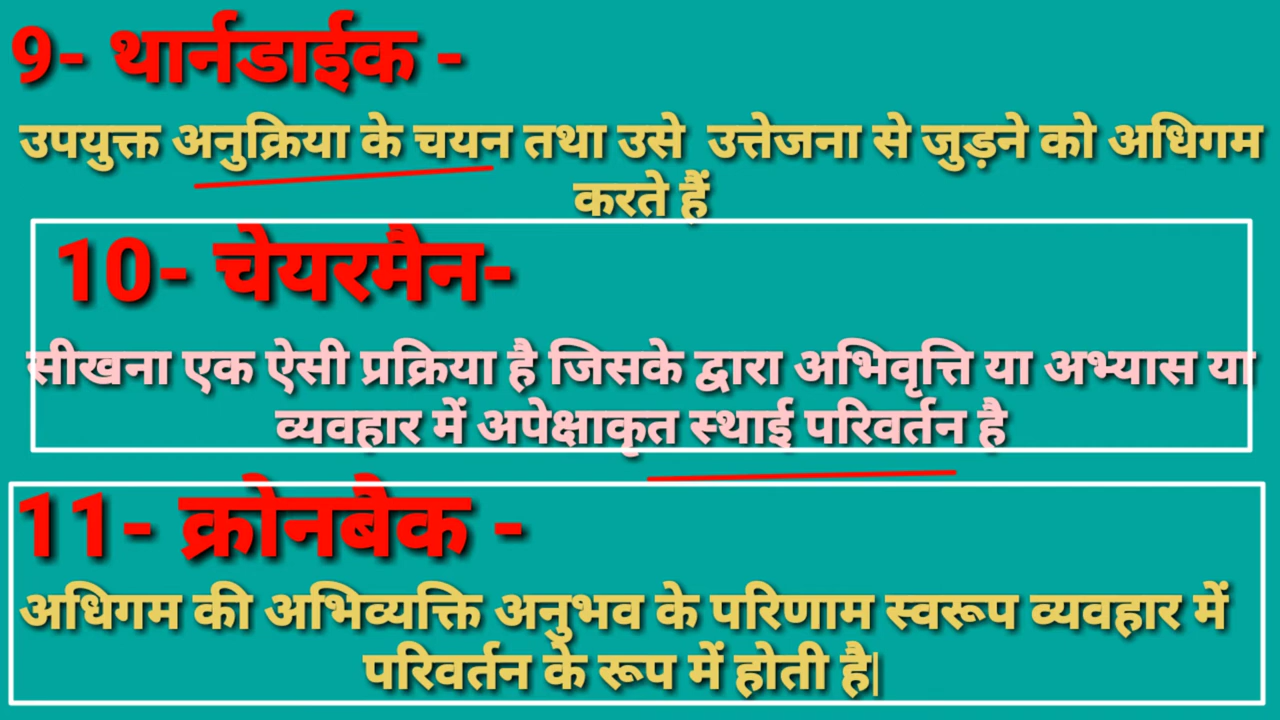 9- थार्नडाईक -
उपयुक्त अनुक्रिया के चयन तथा उसे उत्तेजना से जुड़ने को अधिगम
करते हैं
10- चेयरमैन-
सीखना एक ऐसी प्रक्रिया है जिसके द्वारा अभिवृत्ति या अभ्यास या
व्यवहार में अपेक्षाकृत स्थाई परिवर्तन है
11- क्रोनबैक -
अधिगम की अभिव्यक्ति अनुभव के परिणाम स्वरूप व्यवहार में
परिवर्तन के रूप में होती है|